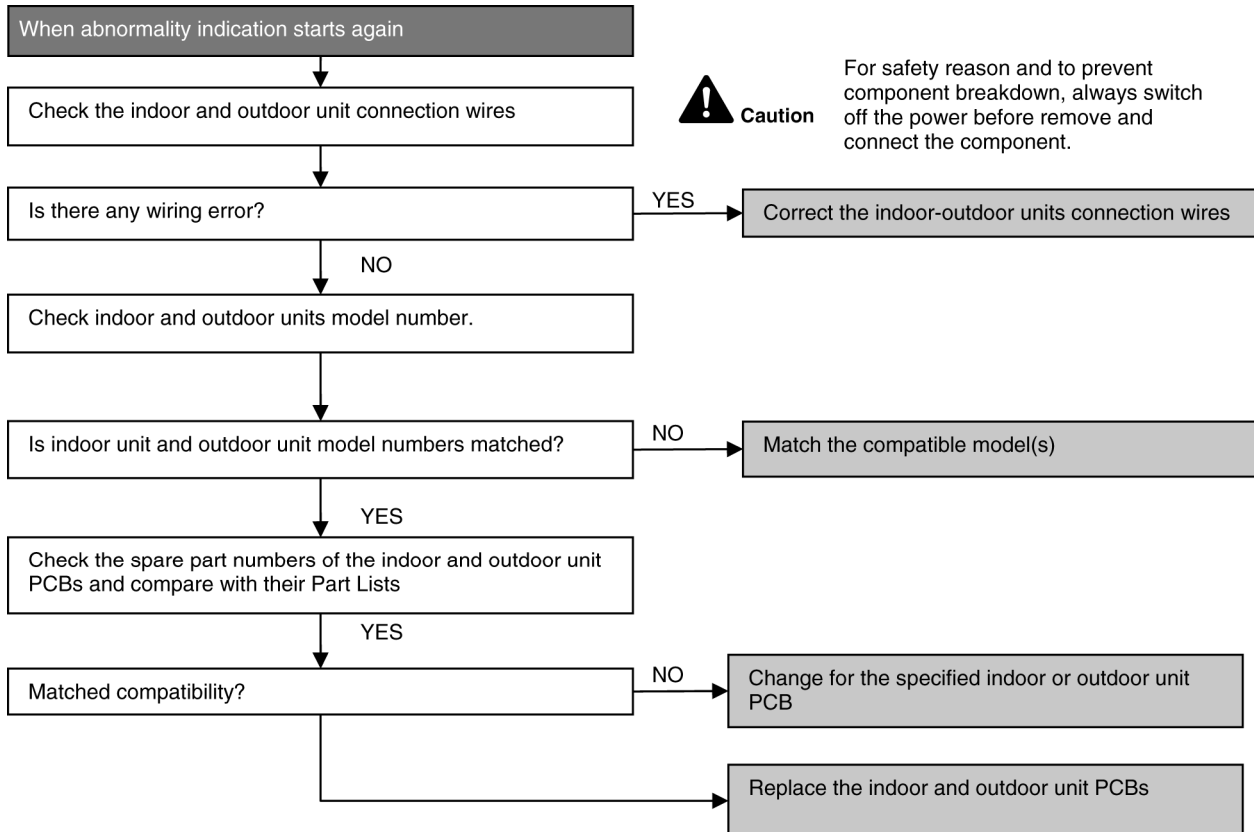 When abnormality indication starts again
Check the indoor and outdoor unit connection wires
Caution
For safety reason and to prevent
component breakdown, always switch
off the power before remove and
connect the component.
Is there any wiring error?
YES
Correct the indoor-outdoor units connection wires
NO
Check indoor and outdoor units model number.
Is indoor unit and outdoor unit model numbers matched?
NO
Match the compatible model(s)
YES
Check the spare part numbers of the indoor and outdoor unit
PCBs and compare with their Part Lists
YES
Matched compatibility?
NO
Change for the specified indoor or outdoor unit
PCB
Replace the indoor and outdoor unit PCBs